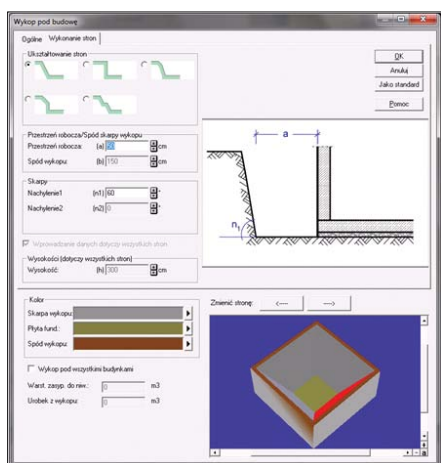 Wykop pod budowę
Ogólne Wykonanie stron
Ukształtowanie stron
OK
Anuluj
Jako standard
Pomoc
Przestrzeń robocza/Spód skarpy wykopu
Przestrzeń robocza: (a) 50 cm
Spód wykopu: (b) 150 cm
Skarpy
Nachylenie1 (n1) 60 °
Nachylenie2 (n2) 0 °
a
n1
Wprowadzanie danych dotyczy wszystkich stron
Wysokości (dotyczy wszystkich stron)
Wysokość: (h) 300 cm
Kolor
Skarpa wykopu:
Płyta fund.:
Spód wykopu:
Zmienić stronę: <---- ---->
Wykop pod wszystkimi budynkami
Warst. zasyp. do niw.: 0 m3
Urobek z wykopu: 0 m3